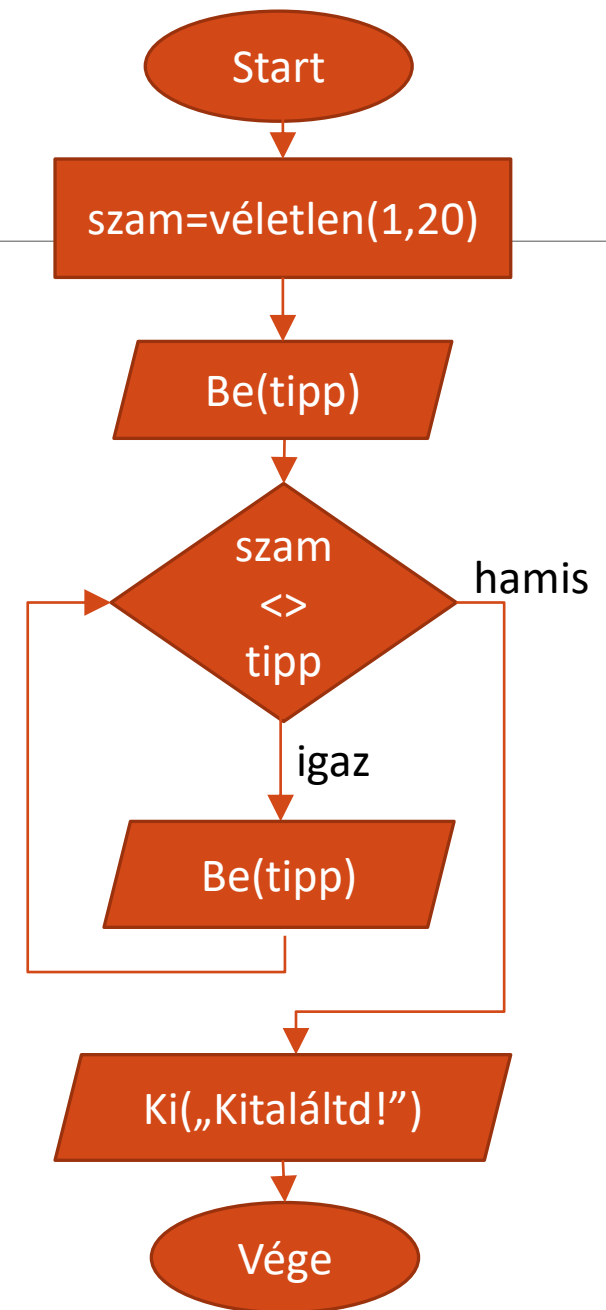 Start
szam=véletlen(1,20)
Be(tipp)
szam
<>
tipp
hamis
igaz
Be(tipp)
Ki(„Kitaláltd!”)
Vége